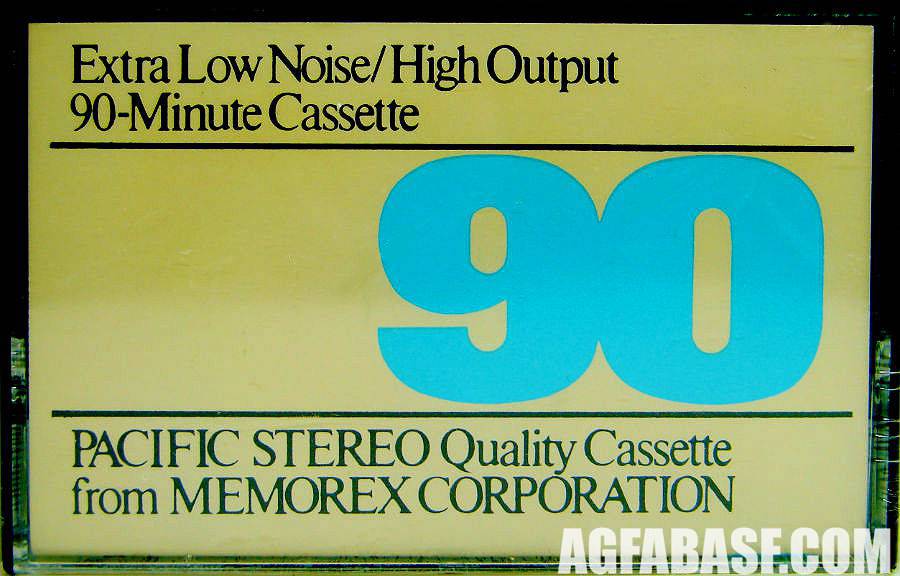 Extra Low Noise/High Output
90-Minute Cassette
90
PACIFIC STEREO Quality Cassette
from MEMOREX CORPORATION
AGFABASE.COM